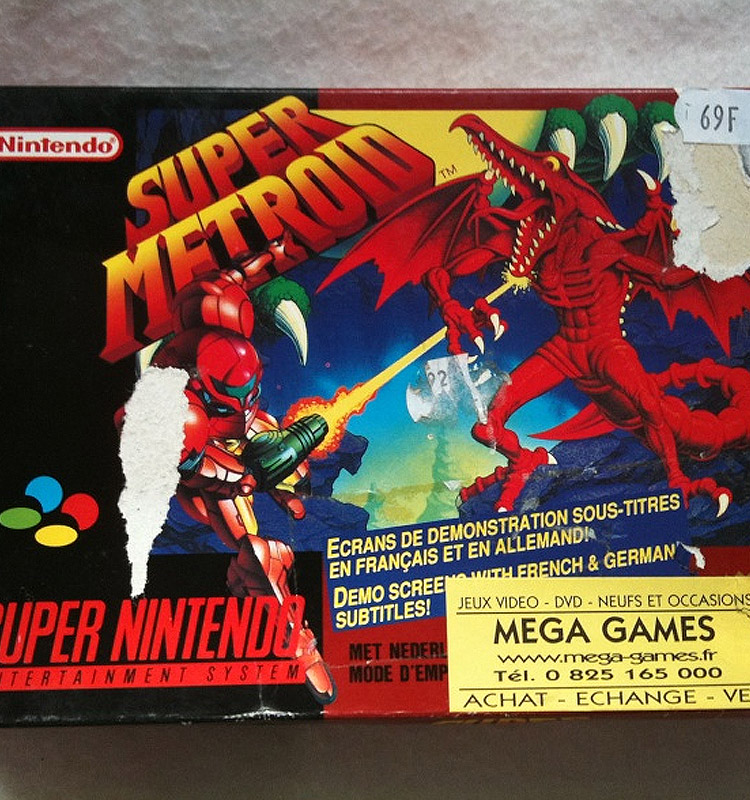 Nintendo®
69F
SUPER
METROID™
22
ECRANS DE DEMONSTRATION SOUS-TITRES
EN FRANÇAIS ET EN ALLEMAND!
DEMO SCREENS WITH FRENCH & GERMAN
SUBTITLES!
SUPER NINTENDO
ENTERTAINMENT SYSTEM
MET NEDERL
MODE D'EMP
JEUX VIDEO - DVD - NEUFS ET OCCASIONS
MEGA GAMES
www.mega-games.fr
Tél. 0 825 165 000
ACHAT - ECHANGE - VE